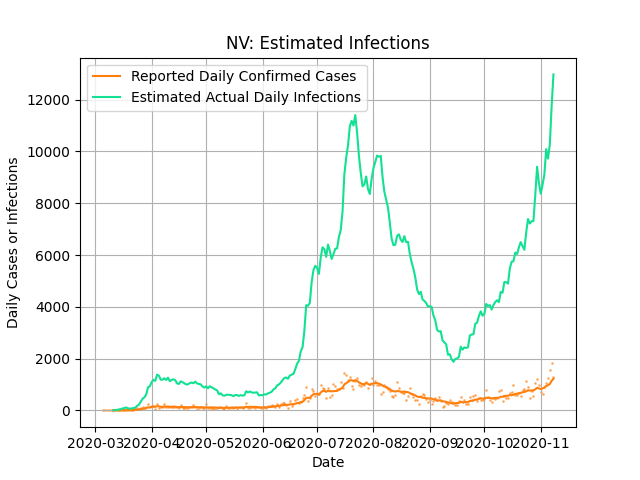 NV: Estimated Infections
Reported Daily Confirmed Cases
Estimated Actual Daily Infections
12000
10000
8000
6000
4000
2000
0
Daily Cases or Infections
2020-03 2020-04 2020-05 2020-06 2020-07 2020-08 2020-09 2020-10 2020-11
Date